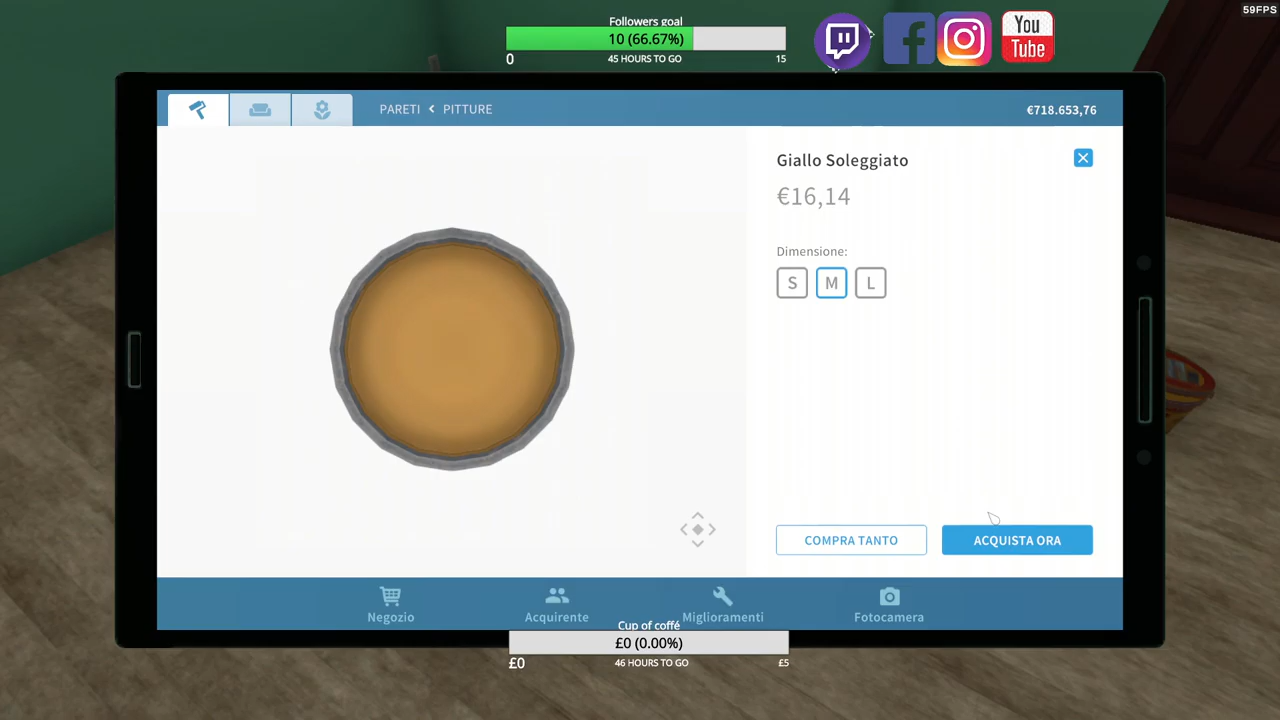 59FPS
Followers goal
10 (66.67%)
0
45 HOURS TO GO
15
You
Tube
PARETI < PITTURE
€718.653,76
Giallo Soleggiato
€16,14
Dimensione:
S M L
COMPRA TANTO
ACQUISTA ORA
Negozio
Acquirente
Miglioramenti
Fotocamera
Cup of coffé
£0 (0.00%)
£0
46 HOURS TO GO
£5